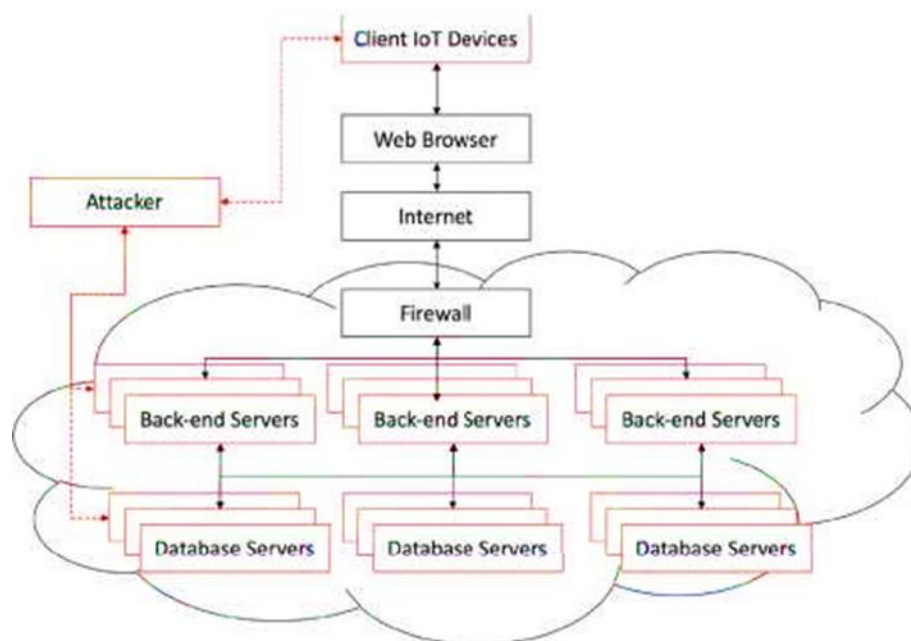 Client IoT Devices
Web Browser
Attacker
Internet
Firewall
Back-end Servers
Back-end Servers
Back-end Servers
Database Servers
Database Servers
Database Servers